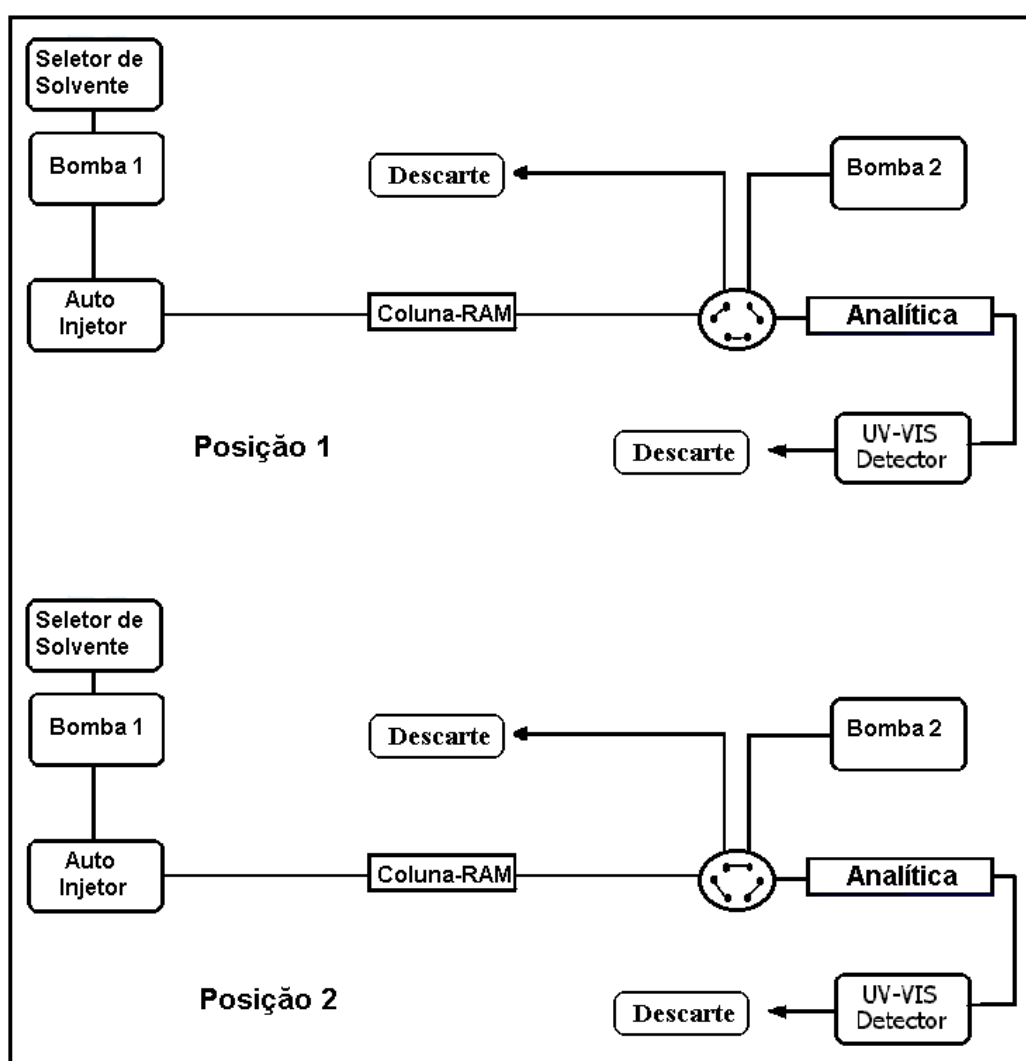 Seletor de
Solvente
Bomba 1
Descarte
Bomba 2
Auto
Injetor
Coluna-RAM
Analítica
Posição 1
Descarte
UV-VIS
Detector
Seletor de
Solvente
Bomba 1
Descarte
Bomba 2
Auto
Injetor
Coluna-RAM
Analítica
Posição 2
Descarte
UV-VIS
Detector